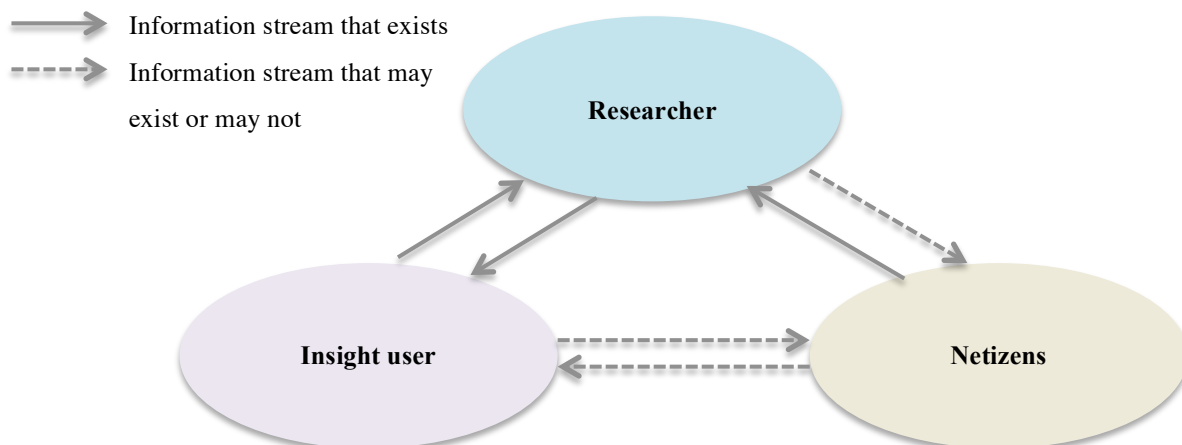 Information stream that exists
Information stream that may
exist or may not
Researcher
Insight user
Netizens